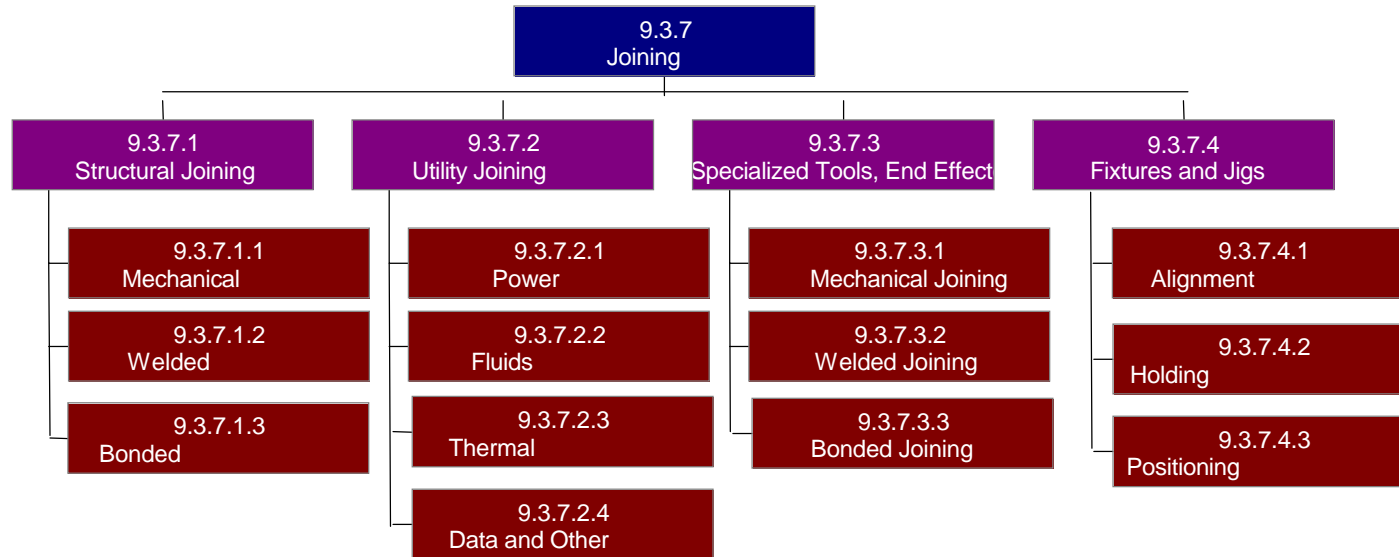 9.3.7
Joining
9.3.7.1
Structural Joining
9.3.7.2
Utility Joining
9.3.7.3
Specialized Tools, End Effect
9.3.7.4
Fixtures and Jigs
9.3.7.1.1
Mechanical
9.3.7.1.2
Welded
9.3.7.1.3
Bonded
9.3.7.2.1
Power
9.3.7.2.2
Fluids
9.3.7.2.3
Thermal
9.3.7.2.4
Data and Other
9.3.7.3.1
Mechanical Joining
9.3.7.3.2
Welded Joining
9.3.7.3.3
Bonded Joining
9.3.7.4.1
Alignment
9.3.7.4.2
Holding
9.3.7.4.3
Positioning